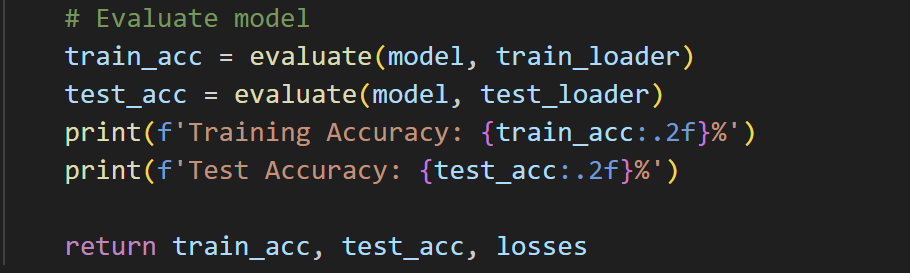 # Evaluate model
train_acc = evaluate(model, train_loader)
test_acc = evaluate(model, test_loader)
print(f'Training Accuracy: {train_acc:.2f}%')
print(f'Test Accuracy: {test_acc:.2f}%')
return train_acc, test_acc, losses